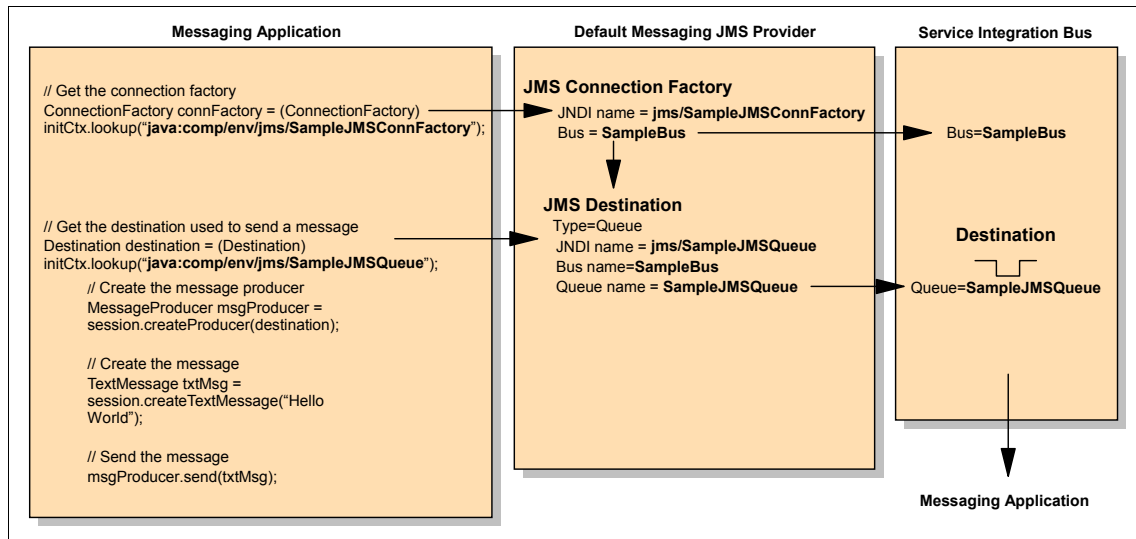 Messaging Application
// Get the connection factory
ConnectionFactory connFactory = (ConnectionFactory)
initCtx.lookup(“java:comp/env/jms/SampleJMSConnFactory”);
// Get the destination used to send a message
Destination destination = (Destination)
initCtx.lookup(“java:comp/env/jms/SampleJMSQueue”);
// Create the message producer
MessageProducer msgProducer =
session.createProducer(destination);
// Create the message
TextMessage txtMsg =
session.createTextMessage(“Hello
World”);
// Send the message
msgProducer.send(txtMsg);
Default Messaging JMS Provider
JMS Connection Factory
JNDI name = jms/SampleJMSConnFactory
Bus = SampleBus
JMS Destination
Type=Queue
JNDI name = jms/SampleJMSQueue
Bus name=SampleBus
Queue name = SampleJMSQueue
Service Integration Bus
Bus=SampleBus
Destination
Queue=SampleJMSQueue
Messaging Application